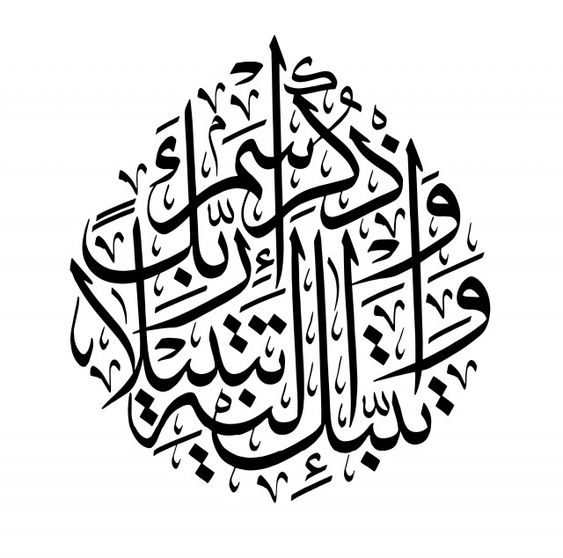 وَاذْكُرِ اسْمَ رَبِّكَ وَتَبَتَّلْ إِلَيْهِ تَبْتِيلًا